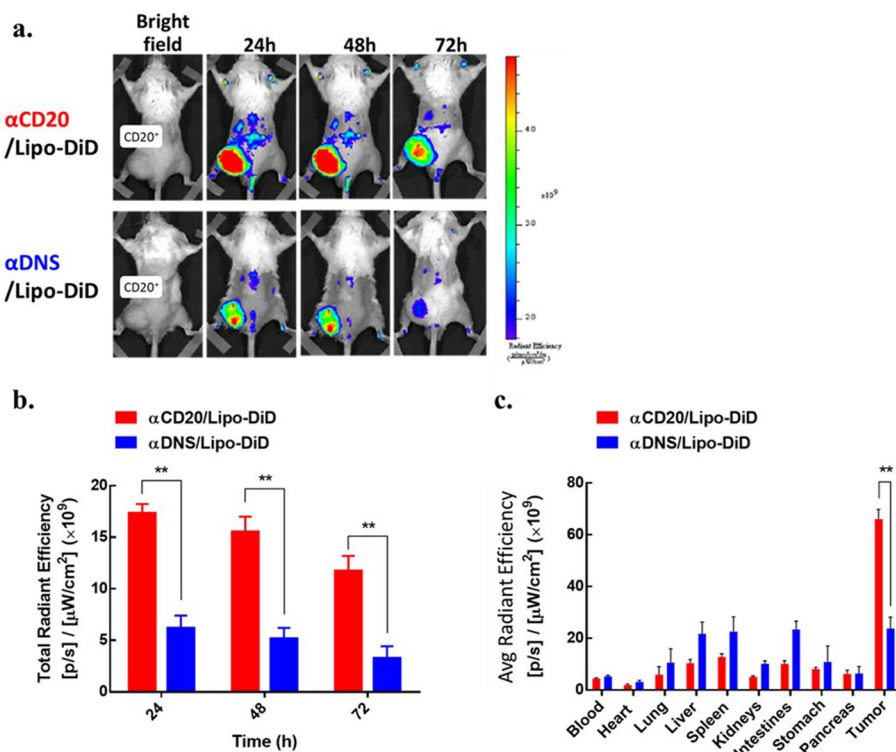 a.
Bright
field
24h
48h
72h
αCD20
/Lipo-DiD
CD20⁺
αDNS
/Lipo-DiD
CD20⁺
4.0
x10⁹
3.0
2.0
Radiant Efficiency
b.
αCD20/Lipo-DiD
αDNS/Lipo-DiD
Total Radiant Efficiency
[p/s] / [µW/cm²] (×10⁹)
20
15
10
5
0
**
**
**
24
48
72
Time (h)
c.
αCD20/Lipo-DiD
αDNS/Lipo-DiD
Avg Radiant Efficiency
[p/s] / [µW/cm²] (×10⁹)
80
60
40
20
0
**
Blood
Heart
Lung
Liver
Spleen
Kidneys
Intestines
Stomach
Pancreas
Tumor